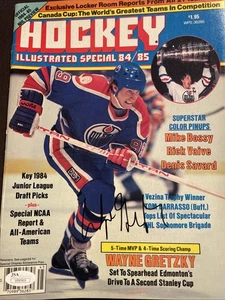 Exclusive Locker Room Reports From All 21
Canada Cup: The World's Greatest Teams In Competition
HOCKEY
$1.95
ILLUSTRATED SPECIAL 84/85
SUPERSTAR
COLOR PINUPS
Mike Bossy
Rick Vaive
Denis Savard
Key 1984
Junior League
Draft Picks
plus
Special NCAA
Report &
All-American
Teams
Vezina Trophy Winner
TOM BARRASSO (Buff.)
Tops List Of Spectacular
NHL Sophomore Brigade
5-Time MVP & 4-Time Scoring Champ
WAYNE GRETZKY
Set To Spearhead Edmonton's
Drive To A Second Stanley Cup